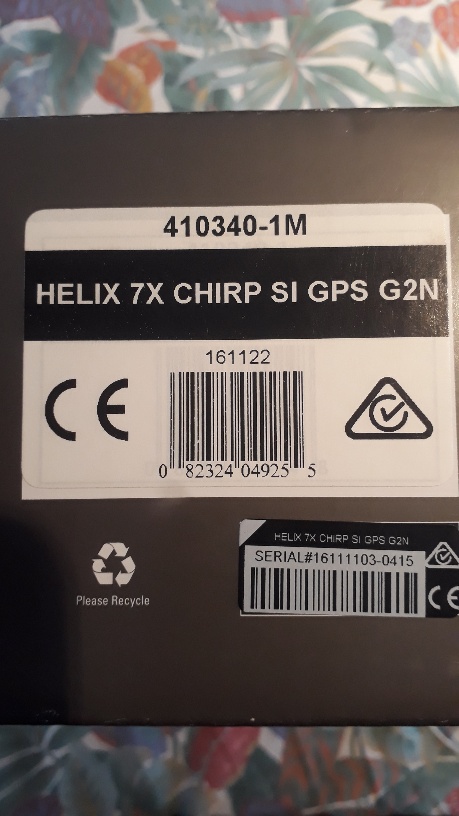 410340-1M
HELIX 7X CHIRP SI GPS G2N
161122
CE
0 82324 04925 5
Please Recycle
HELIX 7X CHIRP SI GPS G2N
SERIAL#16111103-0415
CE